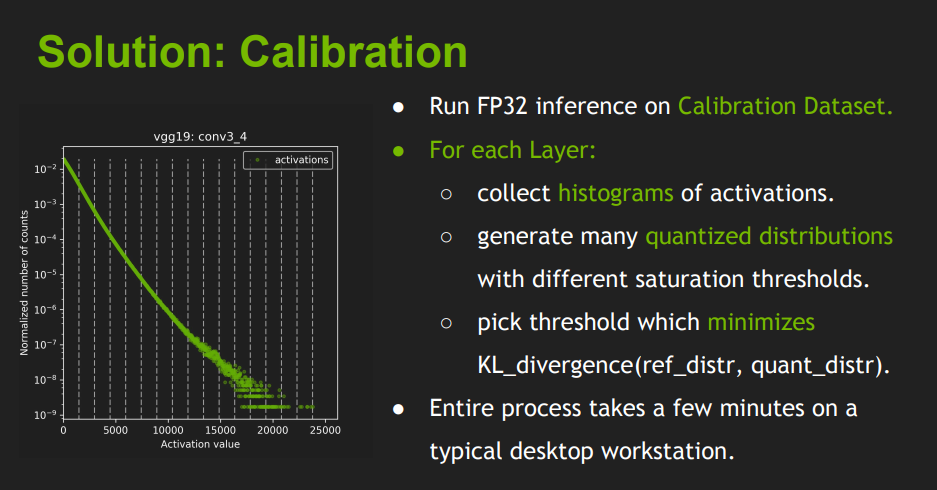 Solution: Calibration
vgg19: conv3_4
activations
Normalized number of counts
10⁻²
10⁻³
10⁻⁴
10⁻⁵
10⁻⁶
10⁻⁷
10⁻⁸
10⁻⁹
0 5000 10000 15000 20000 25000
Activation value
● Run FP32 inference on Calibration Dataset.
● For each Layer:
○ collect histograms of activations.
○ generate many quantized distributions
with different saturation thresholds.
○ pick threshold which minimizes
KL_divergence(ref_distr, quant_distr).
● Entire process takes a few minutes on a
typical desktop workstation.